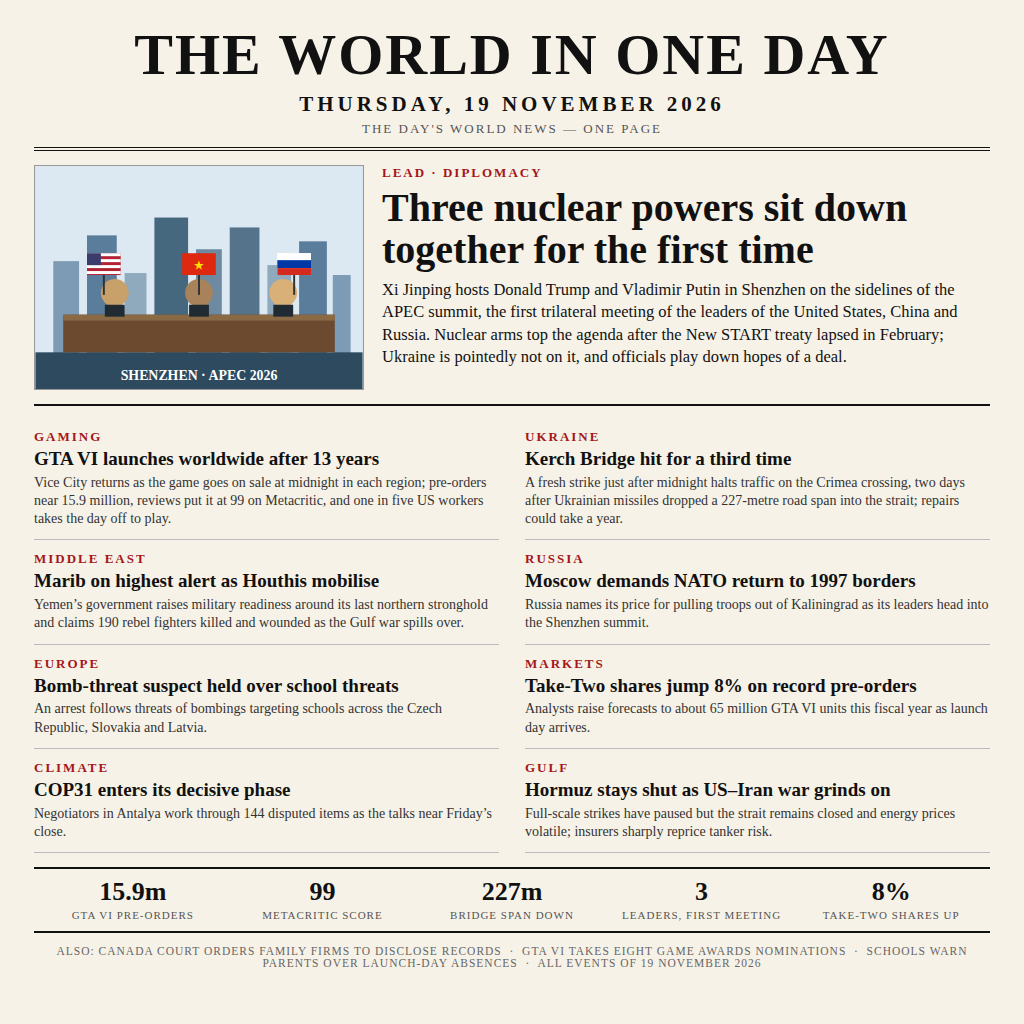 THE WORLD IN ONE DAY
THURSDAY, 19 NOVEMBER 2026
THE DAY'S WORLD NEWS — ONE PAGE
SHENZHEN · APEC 2026
LEAD · DIPLOMACY
Three nuclear powers sit down
together for the first time
Xi Jinping hosts Donald Trump and Vladimir Putin in Shenzhen on the sidelines of the
APEC summit, the first trilateral meeting of the leaders of the United States, China and
Russia. Nuclear arms top the agenda after the New START treaty lapsed in February;
Ukraine is pointedly not on it, and officials play down hopes of a deal.
GAMING
GTA VI launches worldwide after 13 years
Vice City returns as the game goes on sale at midnight in each region; pre-orders
near 15.9 million, reviews put it at 99 on Metacritic, and one in five US workers
takes the day off to play.
UKRAINE
Kerch Bridge hit for a third time
A fresh strike just after midnight halts traffic on the Crimea crossing, two days
after Ukrainian missiles dropped a 227-metre road span into the strait; repairs
could take a year.
MIDDLE EAST
Marib on highest alert as Houthis mobilise
Yemen’s government raises military readiness around its last northern stronghold
and claims 190 rebel fighters killed and wounded as the Gulf war spills over.
RUSSIA
Moscow demands NATO return to 1997 borders
Russia names its price for pulling troops out of Kaliningrad as its leaders head into
the Shenzhen summit.
EUROPE
Bomb-threat suspect held over school threats
An arrest follows threats of bombings targeting schools across the Czech
Republic, Slovakia and Latvia.
MARKETS
Take-Two shares jump 8% on record pre-orders
Analysts raise forecasts to about 65 million GTA VI units this fiscal year as launch
day arrives.
CLIMATE
COP31 enters its decisive phase
Negotiators in Antalya work through 144 disputed items as the talks near Friday’s
close.
GULF
Hormuz stays shut as US–Iran war grinds on
Full-scale strikes have paused but the strait remains closed and energy prices
volatile; insurers sharply reprice tanker risk.
15.9m
GTA VI PRE-ORDERS
99
METACRITIC SCORE
227m
BRIDGE SPAN DOWN
3
LEADERS, FIRST MEETING
8%
TAKE-TWO SHARES UP
ALSO: CANADA COURT ORDERS FAMILY FIRMS TO DISCLOSE RECORDS · GTA VI TAKES EIGHT GAME AWARDS NOMINATIONS · SCHOOLS WARN
PARENTS OVER LAUNCH-DAY ABSENCES · ALL EVENTS OF 19 NOVEMBER 2026